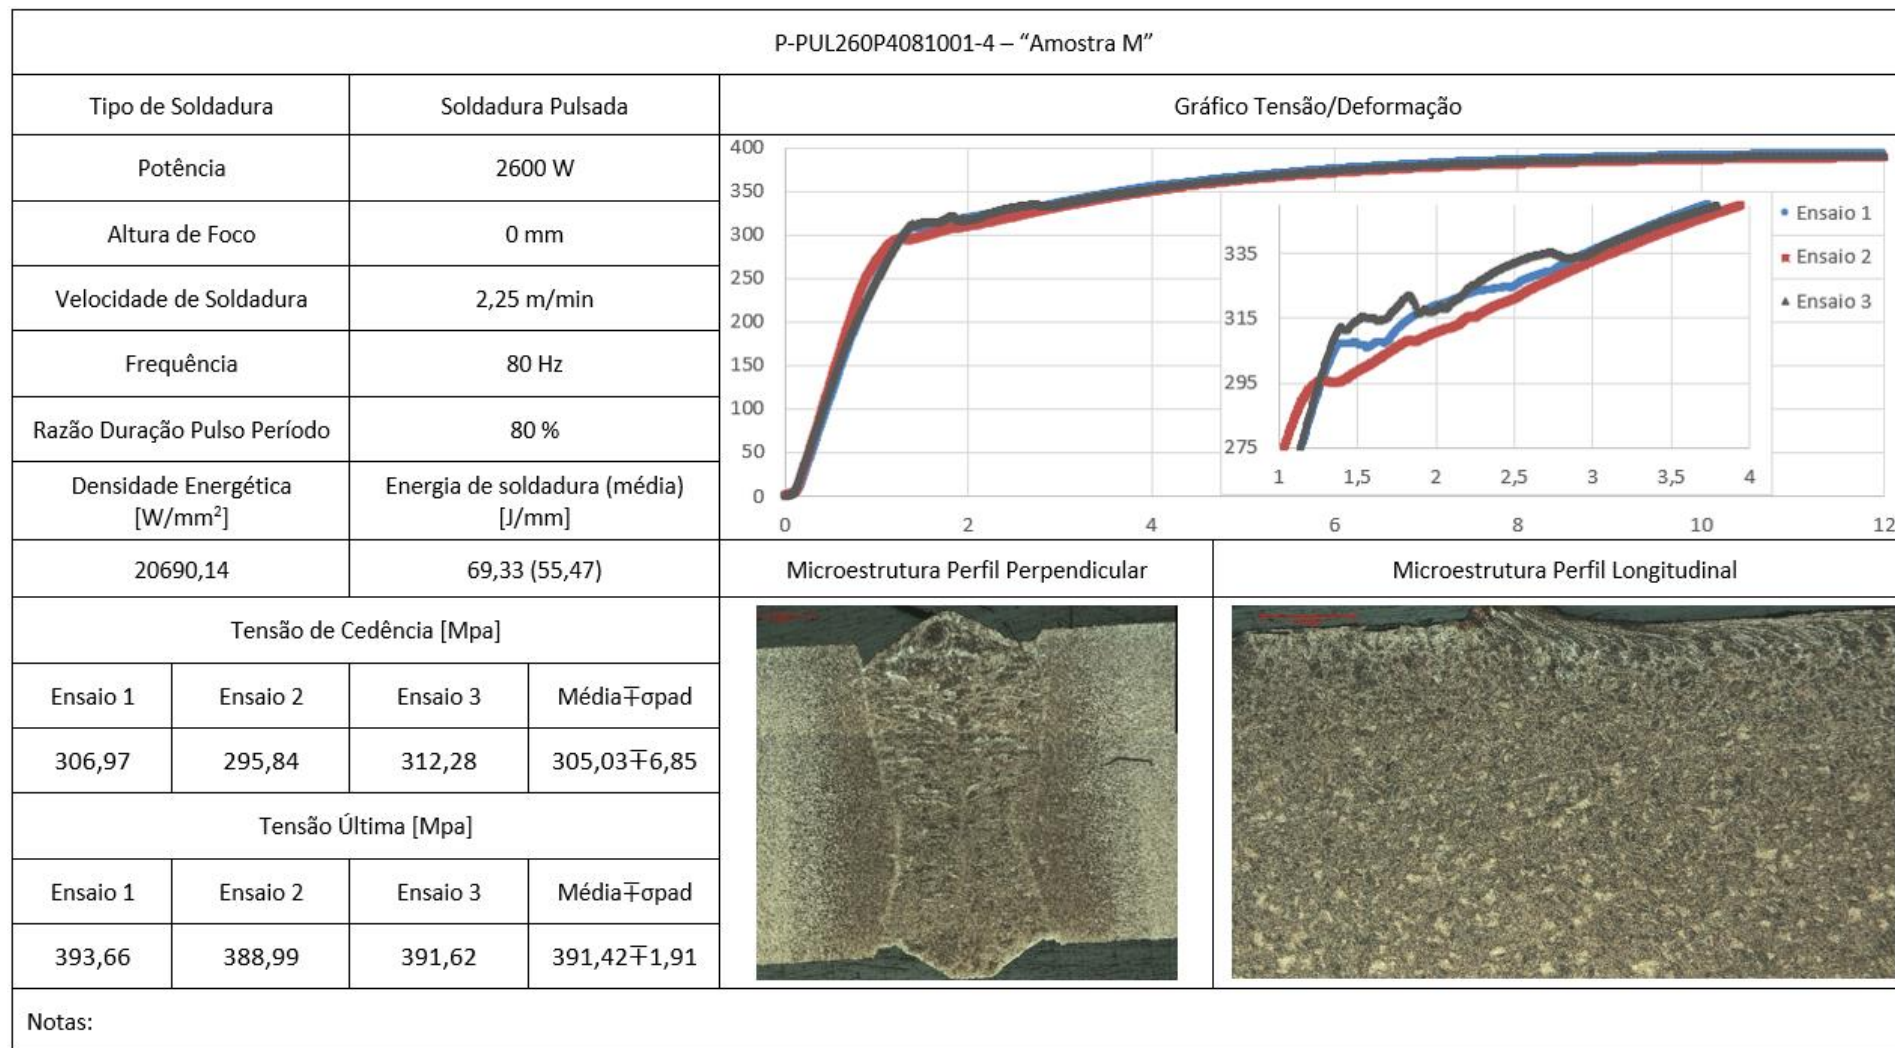 P-PUL260P4081001-4 – “Amostra M”
Tipo de Soldadura
Soldadura Pulsada
Gráfico Tensão/Deformação
Potência
2600 W
Altura de Foco
0 mm
Velocidade de Soldadura
2,25 m/min
Frequência
80 Hz
Razão Duração Pulso Período
80 %
Densidade Energética
[W/mm²]
Energia de soldadura (média)
[J/mm]
20690,14
69,33 (55,47)
400
350
300
250
200
150
100
50
0
0
2
4
6
8
10
12
335
315
295
275
1
1,5
2
2,5
3
3,5
4
Ensaio 1
Ensaio 2
Ensaio 3
Microestrutura Perfil Perpendicular
Microestrutura Perfil Longitudinal
Tensão de Cedência [Mpa]
Ensaio 1
Ensaio 2
Ensaio 3
Média∓σpad
306,97
295,84
312,28
305,03∓6,85
Tensão Última [Mpa]
Ensaio 1
Ensaio 2
Ensaio 3
Média∓σpad
393,66
388,99
391,62
391,42∓1,91
Notas: